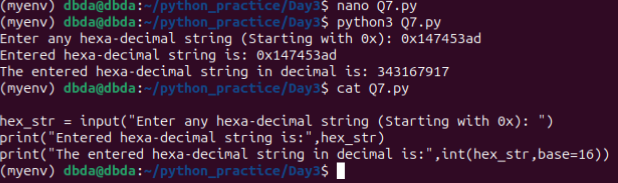 (myenv) dbda@dbda:~/python_practice/Day3$ nano Q7.py
(myenv) dbda@dbda:~/python_practice/Day3$ python3 Q7.py
Enter any hexa-decimal string (Starting with 0x): 0x147453ad
Entered hexa-decimal string is: 0x147453ad
The entered hexa-decimal string in decimal is: 343167917
(myenv) dbda@dbda:~/python_practice/Day3$ cat Q7.py
hex_str = input("Enter any hexa-decimal string (Starting with 0x): ")
print("Entered hexa-decimal string is:",hex_str)
print("The entered hexa-decimal string in decimal is:",int(hex_str,base=16))
(myenv) dbda@dbda:~/python_practice/Day3$